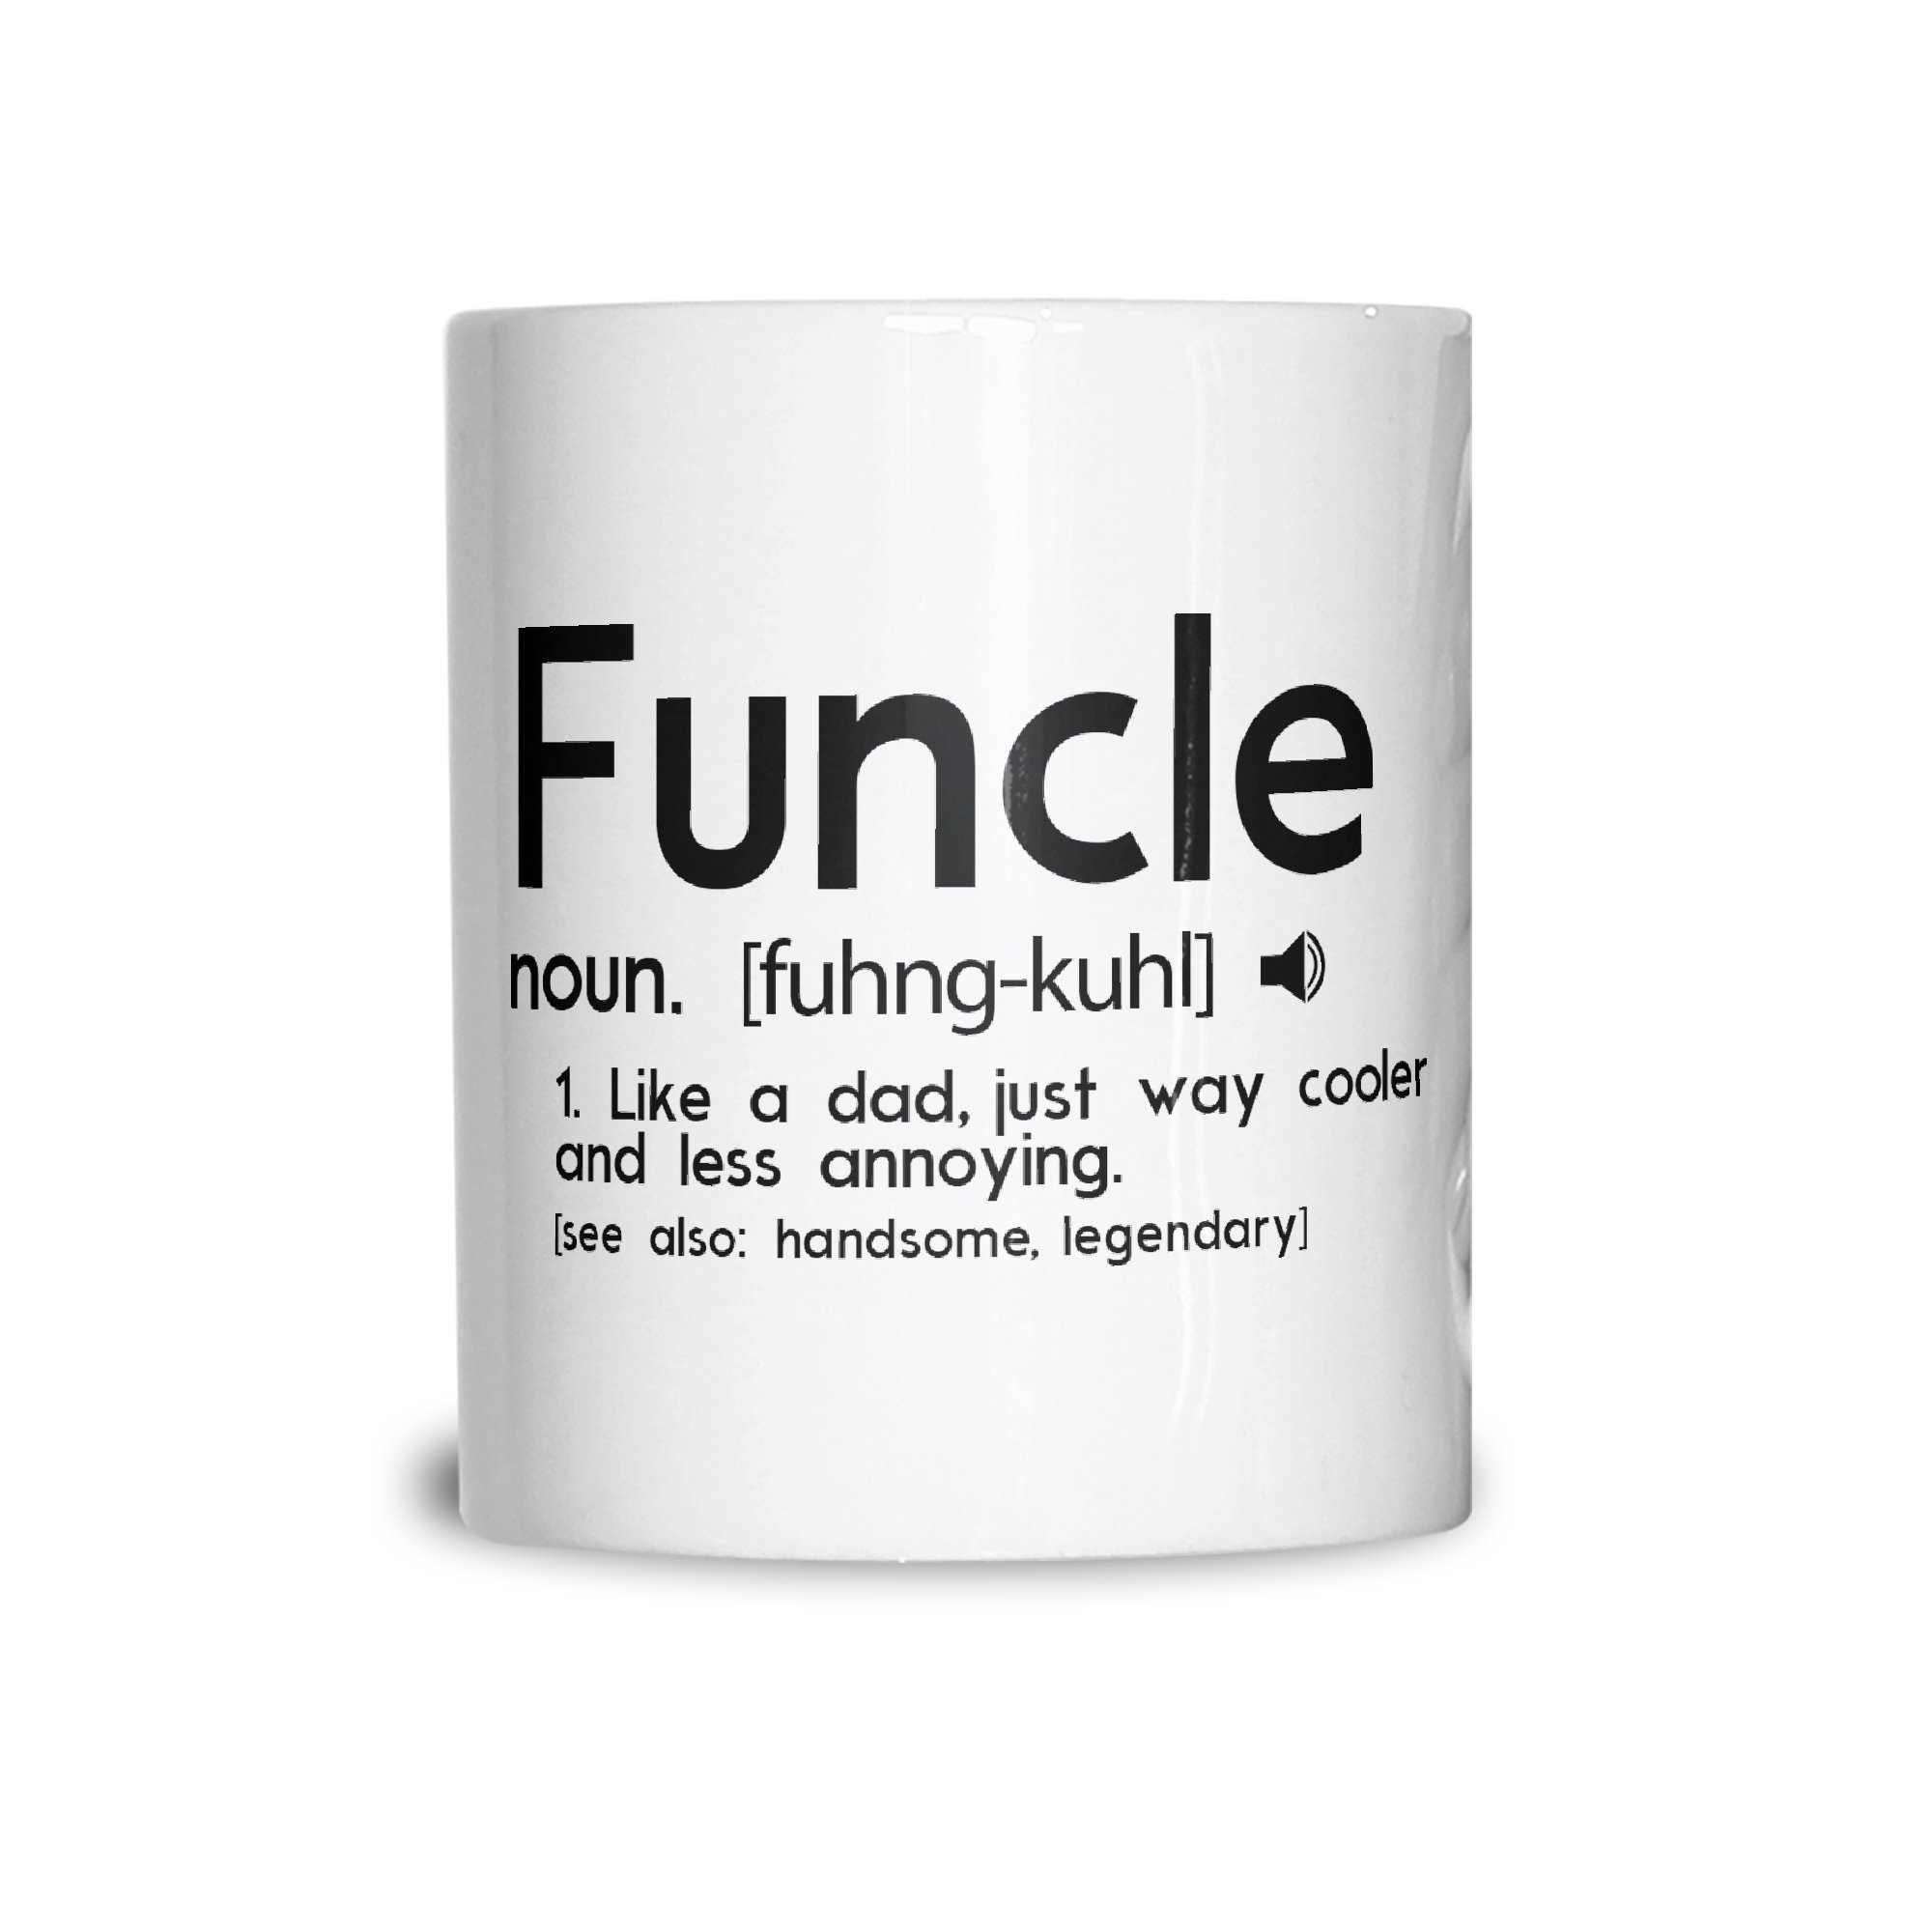 Funcle
noun. [fuhng-kuhl]
1. Like a dad, just way cooler
and less annoying.
[see also: handsome, legendary]